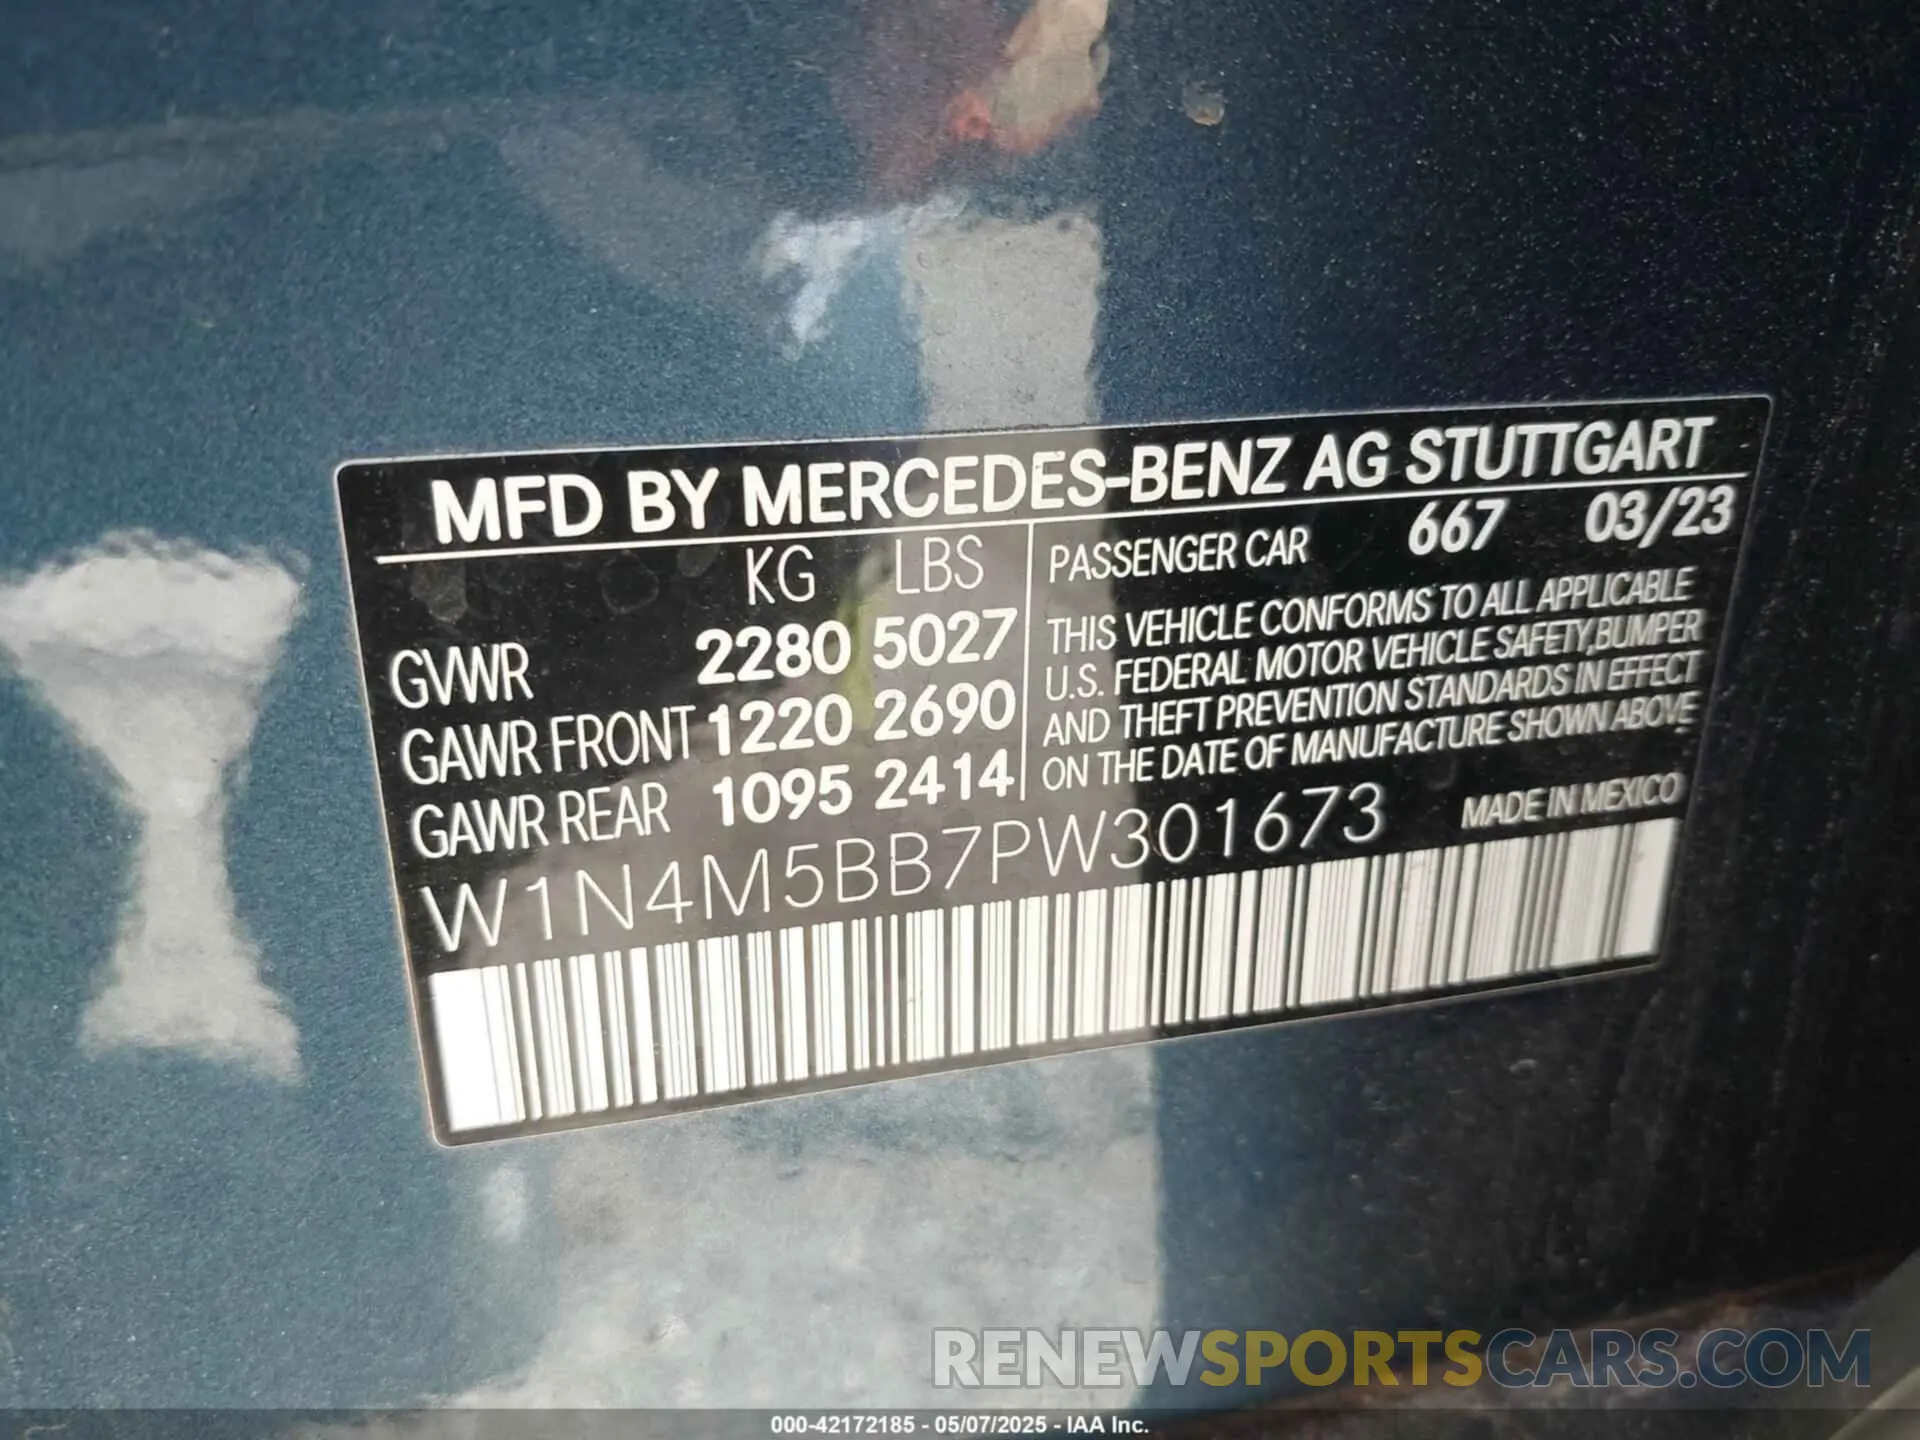 MFD BY MERCEDES-BENZ AG STUTTGART
KG LBS
GVWR 2280 5027
GAWR FRONT 1220 2690
GAWR REAR 1095 2414
PASSENGER CAR 667 03/23
THIS VEHICLE CONFORMS TO ALL APPLICABLE
U.S. FEDERAL MOTOR VEHICLE SAFETY,BUMPER
AND THEFT PREVENTION STANDARDS IN EFFECT
ON THE DATE OF MANUFACTURE SHOWN ABOVE
W1N4M5BB7PW301673 MADE IN MEXICO
RENEWSPORTSCARS.COM
000-42172185 - 05/07/2025 - IAA Inc.